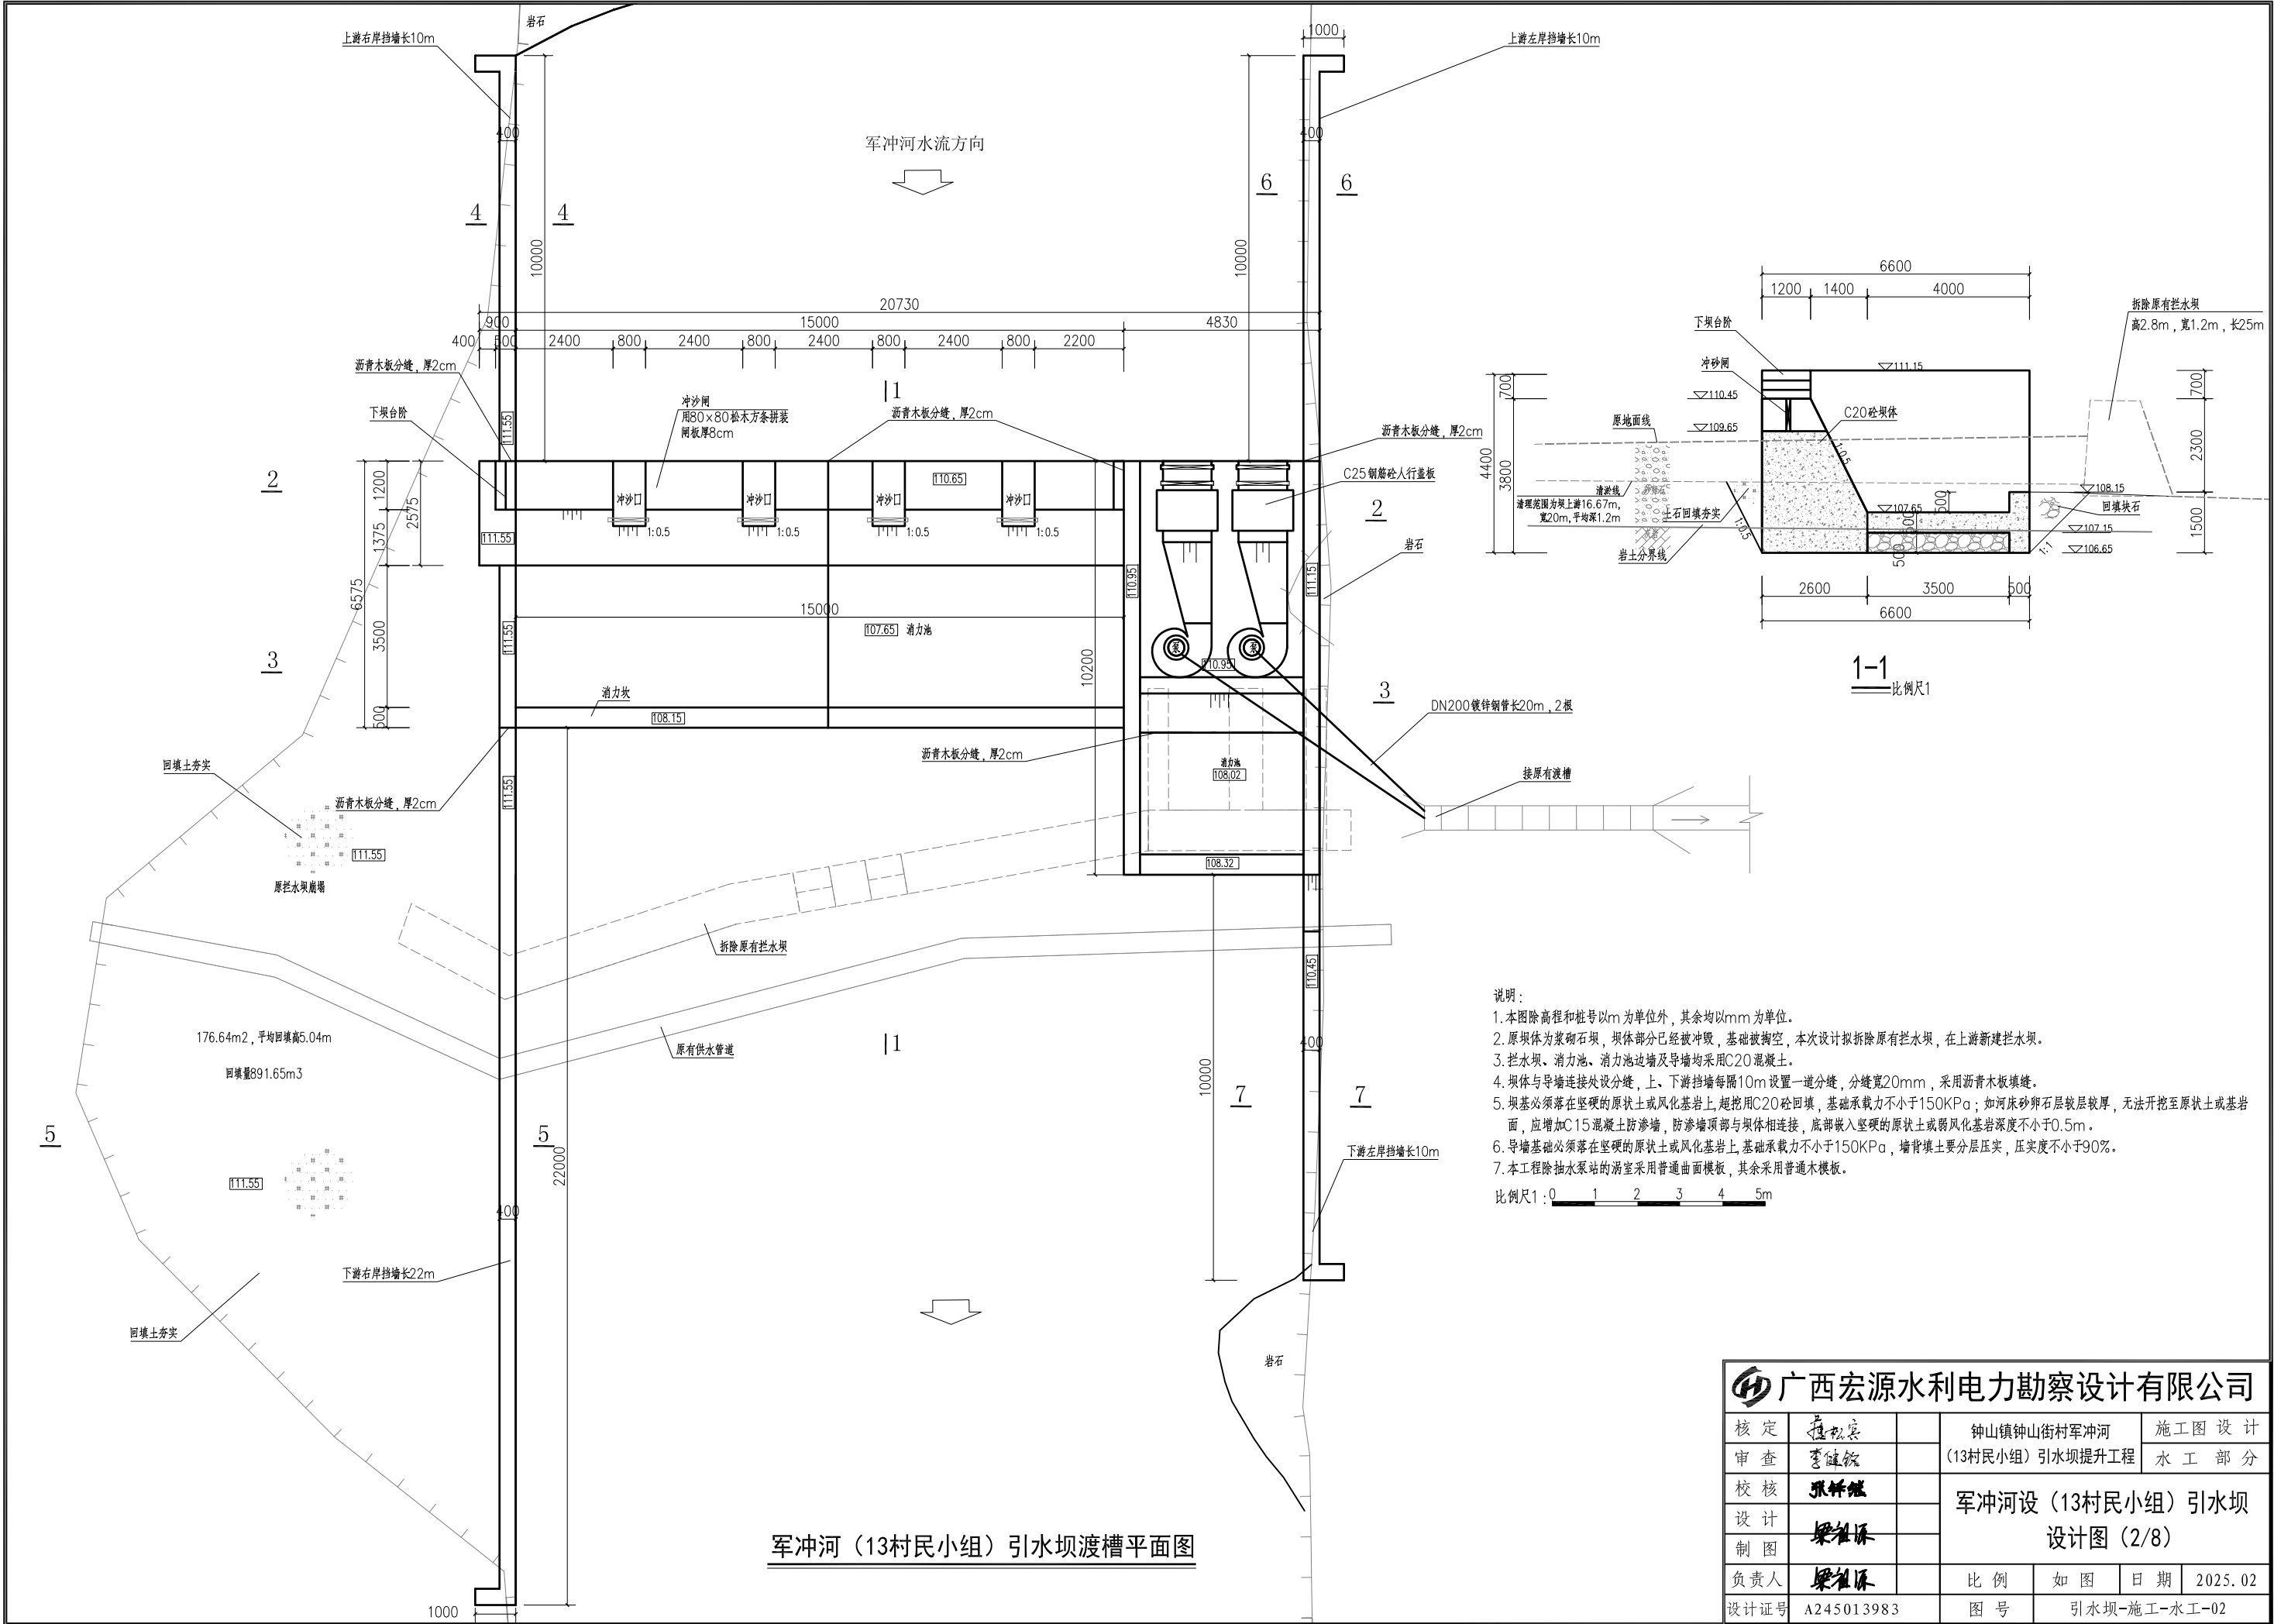 岩石
上游右岸挡墙长10m
1000
上游左岸挡墙长10m
400
400
军冲河水流方向
4
4
6
6
10000
10000
20730
900
15000
4830
400
500
2400
800
2400
800
2400
800
2400
800
2200
沥青木板分缝，厚2cm
下坝台阶
111.55
冲沙闸
用80×80松木方条拼装
闸板厚8cm
1
沥青木板分缝，厚2cm
沥青木板分缝，厚2cm
C25钢筋砼人行盖板
110.65
2
2
1200
1375
2575
3500
500
6575
冲沙口
冲沙口
冲沙口
冲沙口
1:0.5
1:0.5
1:0.5
1:0.5
111.55
岩石
110.95
111.15
15000
107.65
消力池
111.55
泵
泵
110.95
10200
3
3
消力坎
108.15
DN200镀锌钢管长20m，2根
沥青木板分缝，厚2cm
消力池
108.02
接原有渡槽
回填土夯实
沥青木板分缝，厚2cm
111.55
111.55
原拦水坝崩塌
108.32
拆除原有拦水坝
110.45
176.64m2，平均回填高5.04m
回填量891.65m3
原有供水管道
1
400
10000
7
7
5
5
22000
下游左岸挡墙长10m
111.55
400
下游右岸挡墙长22m
回填土夯实
岩石
1000
军冲河（13村民小组）引水坝渡槽平面图
6600
1200
1400
4000
拆除原有拦水坝
高2.8m，宽1.2m，长25m
下坝台阶
冲砂闸
111.15
110.45
109.65
C20砼坝体
原地面线
700
3800
4400
700
2300
1500
1:0.5
清淤线
清理范围为坝上游16.67m，
宽20m，平均深1.2m
土石回填夯实
1:0.5
岩土分界线
107.65
500
500
500
108.15
回填块石
107.15
106.65
1:1
2600
3500
500
6600
1-1
比例尺1
说明：
1.本图除高程和桩号以m为单位外，其余均以mm为单位。
2.原坝体为浆砌石坝，坝体部分已经被冲毁，基础被掏空，本次设计拟拆除原有拦水坝，在上游新建拦水坝。
3.拦水坝、消力池、消力池边墙及导墙均采用C20混凝土。
4.坝体与导墙连接处设分缝，上、下游挡墙每隔10m设置一道分缝，分缝宽20mm，采用沥青木板填缝。
5.坝基必须落在坚硬的原状土或风化基岩上,超挖用C20砼回填，基础承载力不小于150KPa；如河床砂卵石层较层较厚，无法开挖至原状土或基岩
面，应增加C15混凝土防渗墙，防渗墙顶部与坝体相连接，底部嵌入坚硬的原状土或弱风化基岩深度不小于0.5m。
6.导墙基础必须落在坚硬的原状土或风化基岩上,基础承载力不小于150KPa，墙背填土要分层压实，压实度不小于90%。
7.本工程除抽水泵站的涡室采用普通曲面模板，其余采用普通木模板。
比例尺1：0 1 2 3 4 5m
广西宏源水利电力勘察设计有限公司
核定
审查
校核
设计
制图
负责人
设计证号 A245013983
钟山镇钟山街村军冲河
（13村民小组）引水坝提升工程
施工图设计
水工部分
军冲河设（13村民小组）引水坝
设计图（2/8）
比例 如图 日期 2025.02
图号 引水坝-施工-水工-02